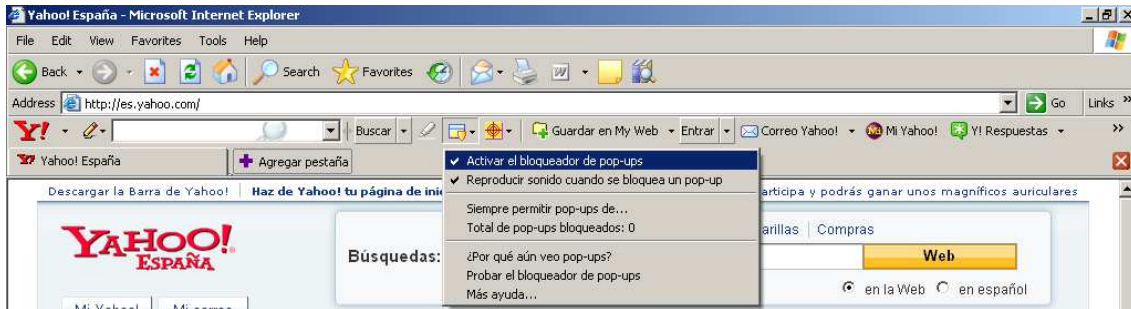 Yahoo! España - Microsoft Internet Explorer
File Edit View Favorites Tools Help
Back Search Favorites
Address http://es.yahoo.com/ Go Links »
Y! Buscar Guardar en My Web Entrar Correo Yahoo! Mi Yahoo! Y! Respuestas »
Y? Yahoo! España Agregar pestaña
Activar el bloqueador de pop-ups
Reproducir sonido cuando se bloquea un pop-up
Siempre permitir pop-ups de...
Total de pop-ups bloqueados: 0
¿Por qué aún veo pop-ups?
Probar el bloqueador de pop-ups
Más ayuda...
Descargar la Barra de Yahoo! | Haz de Yahoo! tu página de articipa y podrás ganar unos magníficos auriculares
YAHOO! ESPAÑA
arillas | Compras
Búsquedas: Web
en la Web en español
Mi Yahoo! Mi correo